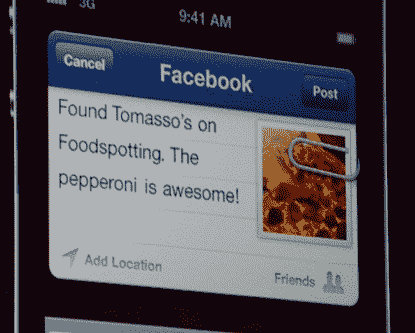 3G
9:41 AM
Cancel
Facebook
Post
Found Tomasso's on
Foodspotting. The
pepperoni is awesome!
Add Location
Friends